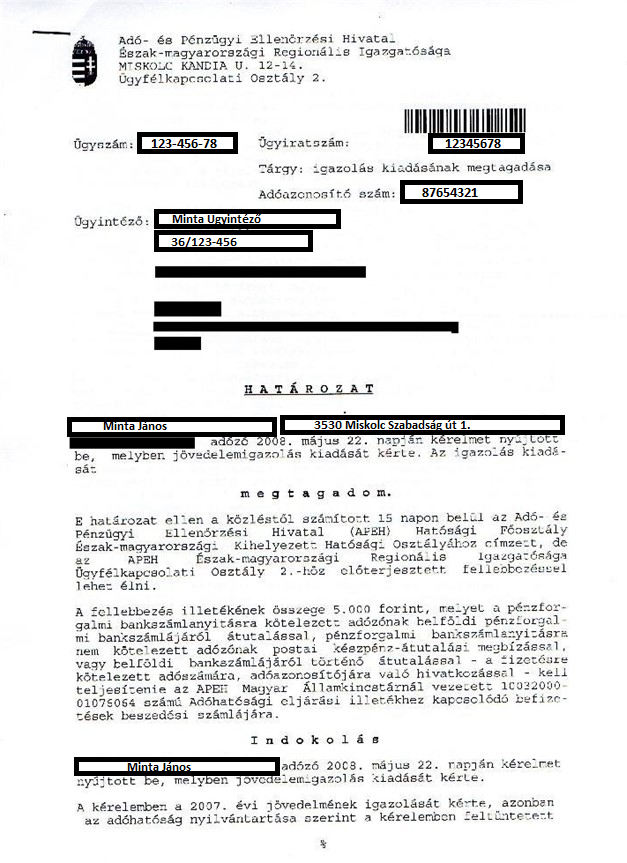 Adó- és Pénzügyi Ellenőrzési Hivatal
Észak-magyarországi Regionális Igazgatósága
MISKOLC KANDIA U. 12-14.
Ügyfélkapcsolati Osztály 2.
Ügyszám: 123-456-78 Ügyiratszám: 12345678
Tárgy: igazolás kiadásának megtagadása
Adóazonosító szám: 87654321
Ügyintéző: Minta Ügyintéző
36/123-456
H A T Á R O Z A T
Minta János 3530 Miskolc Szabadság út 1.
adózó 2008. május 22. napján kérelmet nyújtott
be, melyben jövedelemigazolás kiadását kérte. Az igazolás kiadá-
sát
m e g t a g a d o m.
E határozat ellen a közléstől számított 15 napon belül az Adó- és
Pénzügyi Ellenőrzési Hivatal (APEH) Hatósági Főosztály
Észak-magyarországi Kihelyezett Hatósági Osztályához címzett, de
az APEH Észak-magyarországi Regionális Igazgatósága
Ügyfélkapcsolati Osztály 2.-höz előterjesztett fellebbezéssel
lehet élni.
A fellebbezés illetékének összege 5.000 forint, melyet a pénzfor-
galmi bankszámlanyitásra kötelezett adózónak belföldi pénzforgal-
mi bankszámlájáról átutalással, pénzforgalmi bankszámlanyitásra
nem kötelezett adózónak postai készpénz-átutalási megbízással,
vagy belföldi bankszámlájáról történő átutalással - a fizetésre
kötelezett adószámára, adóazonosítójára való hivatkozással - kell
teljesítenie az APEH Magyar Államkincstárnál vezetett 10032000-
01076064 számú Adóhatósági eljárási illetékhez kapcsolódó befize-
tések beszedési számlájára.
I n d o k o l á s
Minta János adózó 2008. május 22. napján kérelmet
nyújtott be, melyben jövedelemigazolás kiadását kérte.
A kérelemben a 2007. évi jövedelmének igazolását kérte, azonban
az adóhatóság nyilvántartása szerint a kérelemben feltüntetett